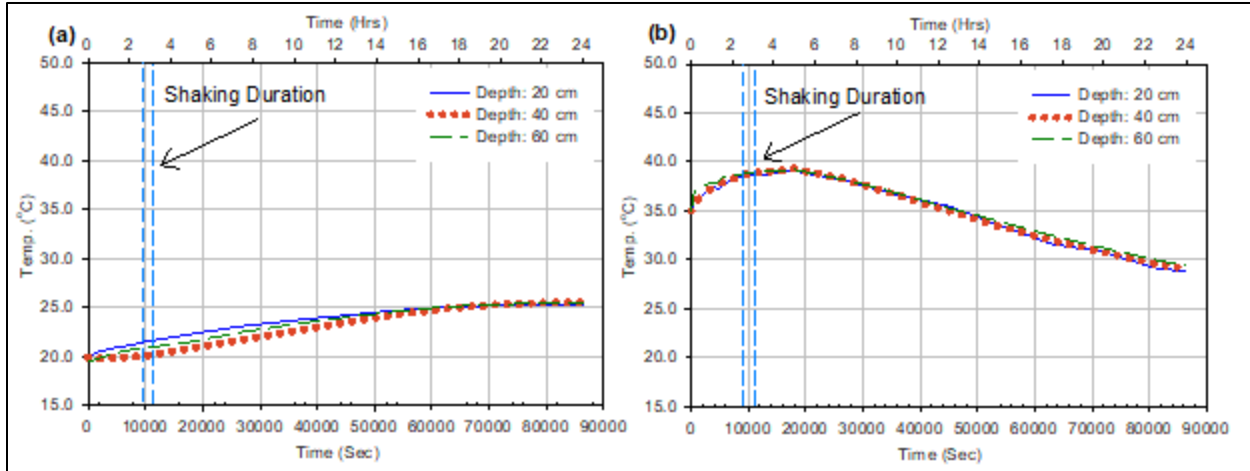 (a)
Time (Hrs)
0 2 4 6 8 10 12 14 16 18 20 22 24
50.0
45.0
40.0
35.0
30.0
25.0
20.0
15.0
Temp. (°C)
Shaking Duration
Depth: 20 cm
Depth: 40 cm
Depth: 60 cm
0 10000 20000 30000 40000 50000 60000 70000 80000 90000
Time (Sec)
(b)
Time (Hrs)
0 2 4 6 8 10 12 14 16 18 20 22 24
50.0
45.0
40.0
35.0
30.0
25.0
20.0
15.0
Temp. (°C)
Shaking Duration
Depth: 20 cm
Depth: 40 cm
Depth: 60 cm
0 10000 20000 30000 40000 50000 60000 70000 80000 90000
Time (Sec)